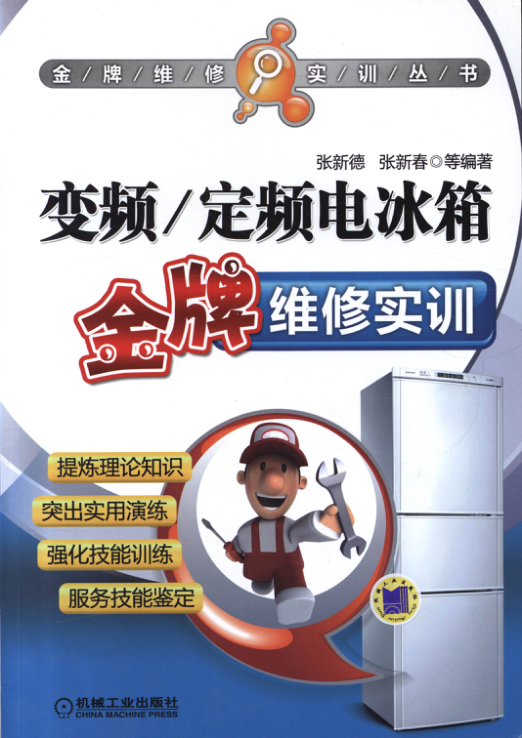 金/牌/维/修/实/训/丛/书
张新德 张新春◎等编著
变频/定频电冰箱
金牌维修实训
提炼理论知识
突出实用演练
强化技能训练
服务技能鉴定
机械工业出版社
CHINA MACHINE PRESS